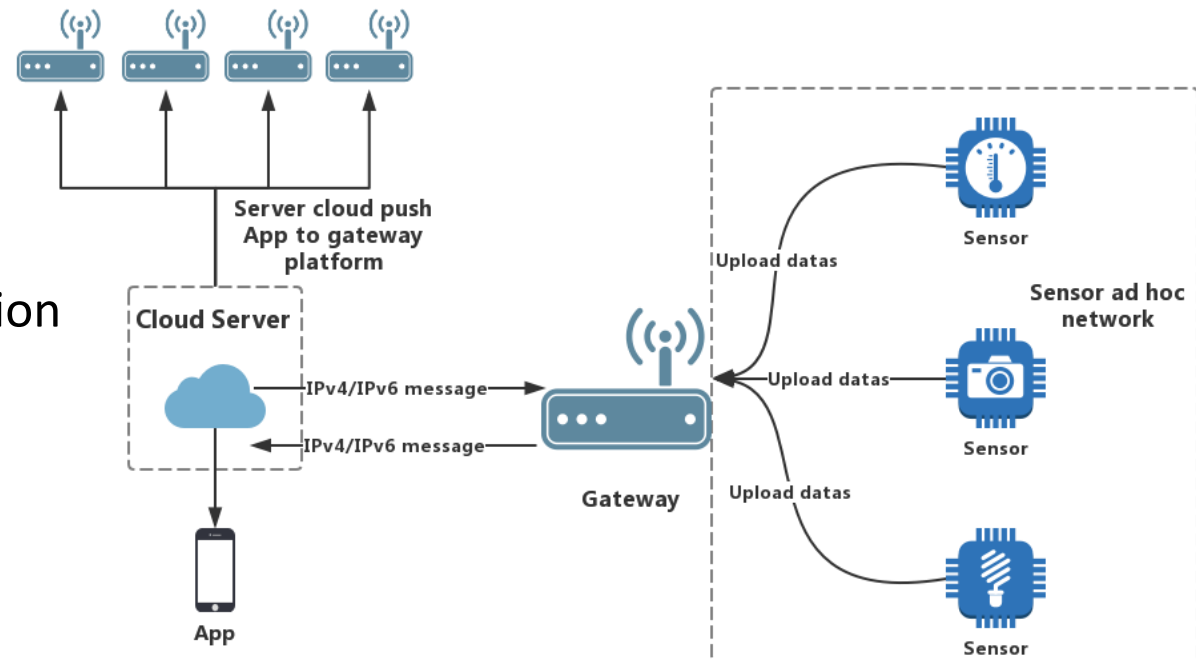 Server cloud push
App to gateway
platform
ion
Cloud Server
IPv4/IPv6 message
IPv4/IPv6 message
App
Gateway
Upload datas
Upload datas
Upload datas
Sensor
Sensor ad hoc
network
Sensor
Sensor